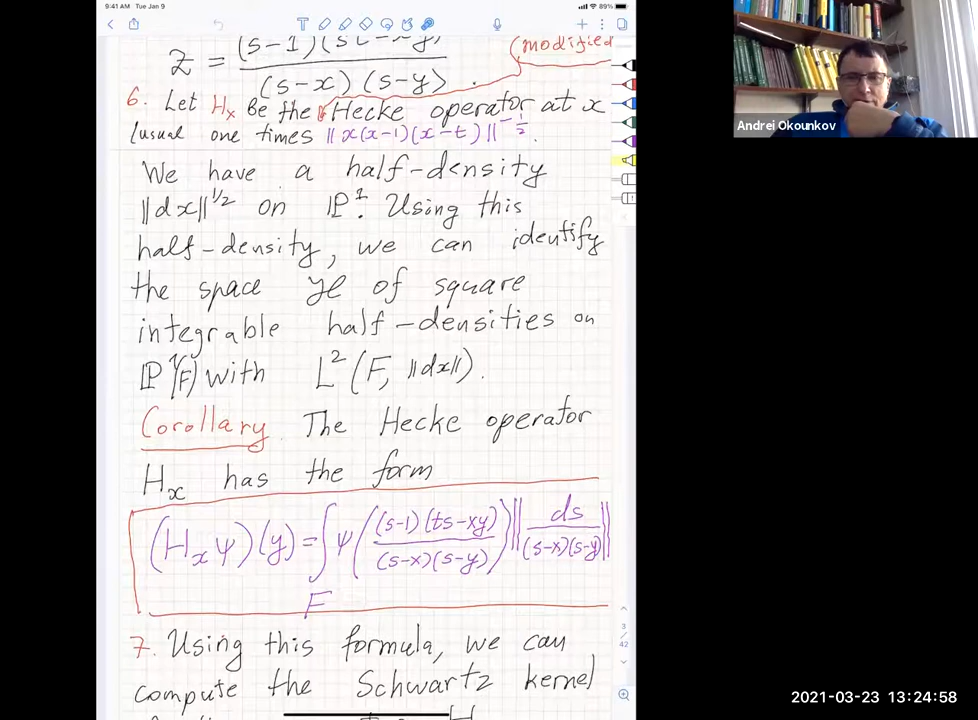 9:41 AM Tue Jan 9
89%
z = (s-1)(st-xy) / (s-x)(s-y) .
(modified
6. Let Hₓ Be the Hecke operator at x
(usual one times ‖x(x-1)(x-t)‖^{-1/2}.
We have a half-density
‖dx‖^{1/2} on ℙ¹. Using this
half-density, we can identify
the space ℋ of square
integrable half-densities on
ℙ¹(F) with L²(F, ‖dx‖).
Corollary. The Hecke operator
Hₓ has the form
(Hₓψ)(y) = ∫_F ψ((s-1)(ts-xy) / (s-x)(s-y)) ‖ds / (s-x)(s-y)‖
7. Using this formula, we can
compute the Schwartz kernel
3
/
42
Andrei Okounkov
2021-03-23 13:24:58